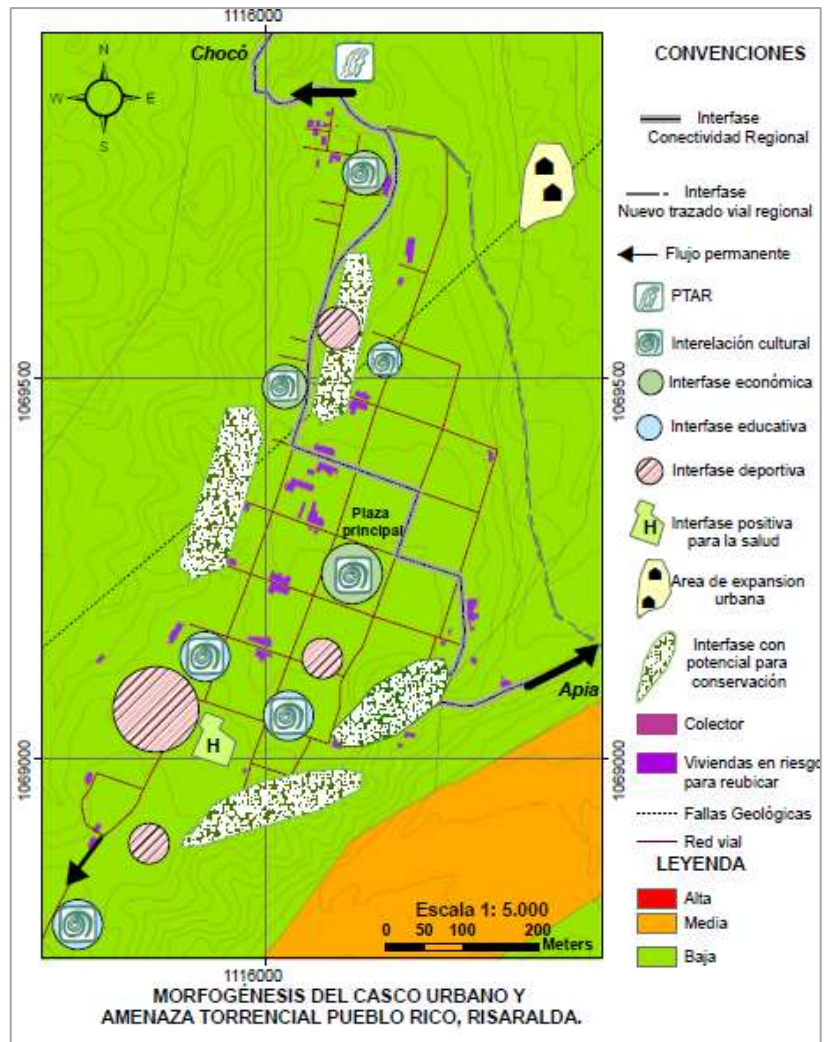 1116000
CONVENCIONES
Chocó
N
W
E
S
Interfase
Conectividad Regional
Interfase
Nuevo trazado vial regional
Flujo permanente
PTAR
Interelación cultural
1069500
1069500
Interfase económica
Interfase educativa
Interfase deportiva
Plaza
principal
H
Interfase positiva
para la salud
Area de expansion
urbana
Interfase con
potencial para
conservación
Apia
H
Colector
1069000
1069000
Viviendas en riesgo
para reubicar
Fallas Geológicas
Red vial
LEYENDA
Alta
Media
Baja
Escala 1: 5.000
0 50 100 200
Meters
1116000
MORFOGÉNESIS DEL CASCO URBANO Y
AMENAZA TORRENCIAL PUEBLO RICO, RISARALDA.